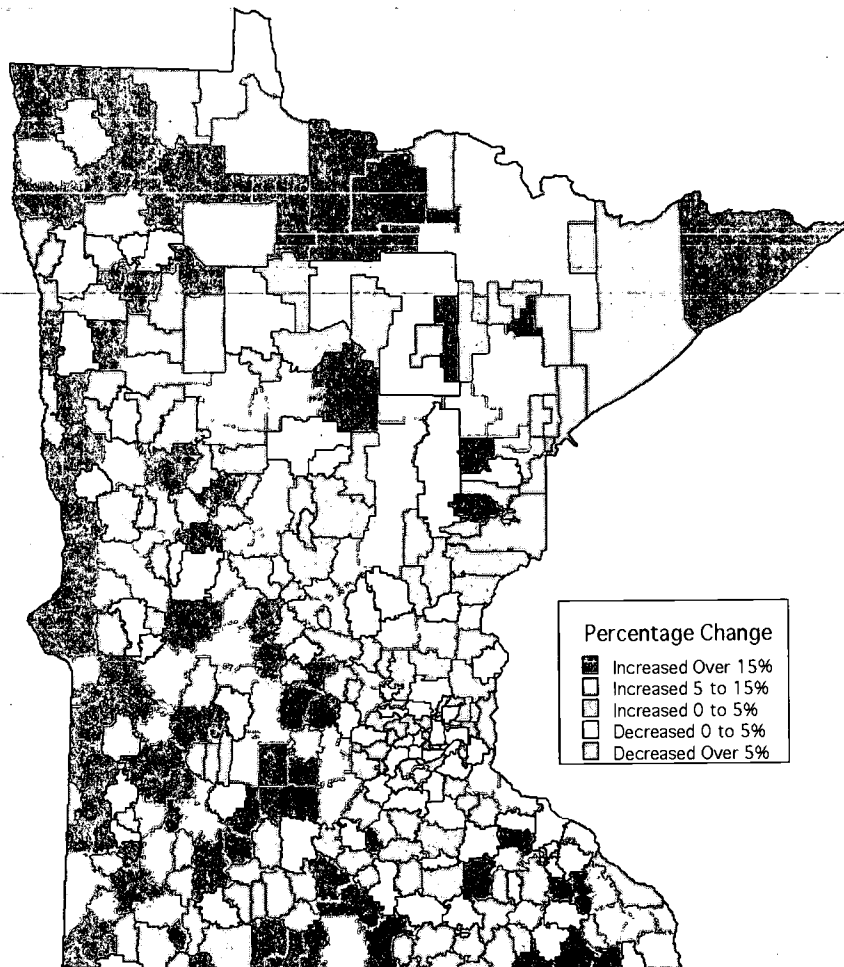 Percentage Change
Increased Over 15%
Increased 5 to 15%
Increased 0 to 5%
Decreased 0 to 5%
Decreased Over 5%